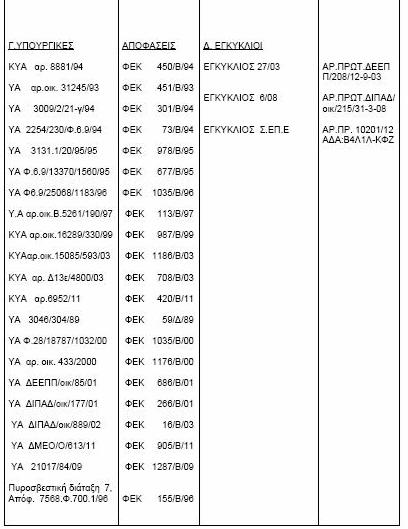 Γ.ΥΠΟΥΡΓΙΚΕΣ ΑΠΟΦΑΣΕΙΣ Δ. ΕΓΚΥΚΛΙΟΙ
ΚΥΑ αρ. 8881/94 ΦΕΚ 450/Β/94 ΕΓΚΥΚΛΙΟΣ 27/03 ΑΡ.ΠΡΩΤ.ΔΕΕΠ
Π/208/12-9-03
ΥΑ αρ.οικ. 31245/93 ΦΕΚ 451/Β/93
ΕΓΚΥΚΛΙΟΣ 6/08 ΑΡ.ΠΡΩΤ.ΔΙΠΑΔ/
ΥΑ 3009/2/21-γ/94 ΦΕΚ 301/Β/94 οικ/215/31-3-08
ΥΑ 2254/230/Φ.6.9/94 ΦΕΚ 73/Β/94 ΕΓΚΥΚΛΙΟΣ Σ.ΕΠ.Ε ΑΡ.ΠΡ. 10201/12
ΑΔΑ:Β4Λ1Λ-ΚΦΖ
ΥΑ 3131.1/20/95/95 ΦΕΚ 978/Β/95
ΥΑ Φ.6.9/13370/1560/95 ΦΕΚ 677/Β/95
ΥΑ Φ6.9/25068/1183/96 ΦΕΚ 1035/Β/96
Υ.Α αρ.οικ.Β.5261/190/97 ΦΕΚ 113/Β/97
ΚΥΑ αρ.οικ.16289/330/99 ΦΕΚ 987/Β/99
ΚΥΑαρ.οικ.15085/593/03 ΦΕΚ 1186/Β/03
ΚΥΑ αρ. Δ13ε/4800/03 ΦΕΚ 708/Β/03
ΚΥΑ αρ.6952/11 ΦΕΚ 420/Β/11
ΥΑ 3046/304/89 ΦΕΚ 59/Δ/89
ΥΑ Φ.28/18787/1032/00 ΦΕΚ 1035/Β/00
ΥΑ αρ. οικ. 433/2000 ΦΕΚ 1176/Β/00
ΥΑ ΔΕΕΠΠ/οικ/85/01 ΦΕΚ 686/Β/01
ΥΑ ΔΙΠΑΔ/οικ/177/01 ΦΕΚ 266/Β/01
ΥΑ ΔΙΠΑΔ/οικ/889/02 ΦΕΚ 16/Β/03
ΥΑ ΔΜΕΟ/Ο/613/11 ΦΕΚ 905/Β/11
ΥΑ 21017/84/09 ΦΕΚ 1287/Β/09
Πυροσβεστική διάταξη 7,
Απόφ. 7568.Φ.700.1/96 ΦΕΚ 155/Β/96